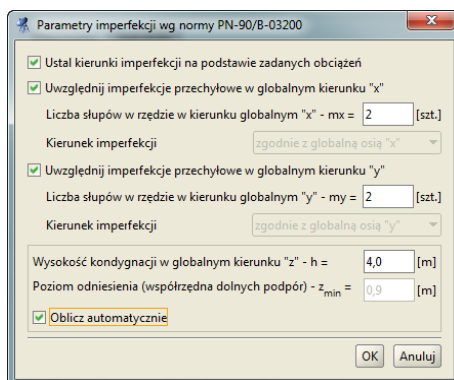 Parametry imperfekcji wg normy PN-90/B-03200
Ustal kierunki imperfekcji na podstawie zadanych obciążeń
Uwzględnij imperfekcje przechyłowe w globalnym kierunku "x"
Liczba słupów w rzędzie w kierunku globalnym "x" - mx = 2 [szt.]
Kierunek imperfekcji zgodnie z globalną osią "x"
Uwzględnij imperfekcje przechyłowe w globalnym kierunku "y"
Liczba słupów w rzędzie w kierunku globalnym "y" - my = 2 [szt.]
Kierunek imperfekcji zgodnie z globalną osią "y"
Wysokość kondygnacji w globalnym kierunku "z" - h = 4,0 [m]
Poziom odniesienia (współrzędna dolnych podpór) - zmin = 0,9 [m]
Oblicz automatycznie
OK Anuluj